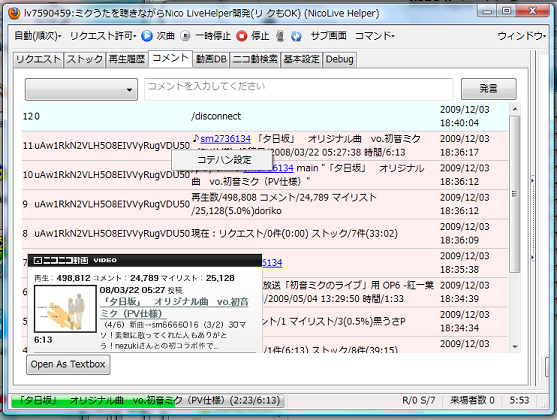 lv7590459:ミクうたを聴きながらNico LiveHelper開発(リクもOK) (NicoLive Helper)
自動(順次) リクエスト許可 次曲 一時停止 停止 サブ画面 コマンド ウィンドウ
リクエスト ストック 再生履歴 コメント 動画DB ニコ動検索 基本設定 Debug
コメントを入力してください 発言
120 /disconnect 2009/12/03 18:40:04
11 uAw1RkN2VLH5O8EIVVyRugVDU50 ♪sm2736134 「夕日坂」 オリジナル曲 vo.初音ミ 2009/12/03
2008/03/22 05:27:38 時間/6:13 18:36:17
コテハン設定
10 uAw1RkN2VLH5O8EIVVyRugVDU50 6134 main "「夕日坂」 オリジナル 2009/12/03
曲 vo.初音ミク（PV仕様）" 18:36:17
9 uAw1RkN2VLH5O8EIVVyRugVDU50 再生数/498,808 コメント/24,789 マイリスト 2009/12/03
/25,128(5.0%)doriko 18:36:12
8 uAw1RkN2VLH5O8EIVVyRugVDU50 現在：リクエスト/0件(0:00) ストック/7件(33:02) 2009/12/03 18:36:09
6134 2009/12/03 18:35:38
放送「初音ミクのライブ」用 OP6 -紅一葉 2009/12/03
2009/05/04 13:29:50 時間/1:33 18:34:39
ント/1 マイリスト/3(0.5%)黒うさP 2009/12/03 18:34:34
1件(6:13) ストック/8件(39:15) 2009/12/03
ニコニコ動画 VIDEO
再生：498,812 コメント：24,789 マイリスト：25,128
08/03/22 05:27 投稿
「夕日坂」 オリジナル曲 vo.初音
ミク（PV仕様）
（4/6） 新曲→sm6666016 （3/2） 3Dマ
ソ！素敵に歌ってくれた人もありがと
う！nezukiさんとの初コラボ作で...
6:13
Open As Textbox
「夕日坂」 オリジナル曲 vo.初音ミク（PV仕様） (2:23/6:13) R/0 S/7 来場者数 0 5:53